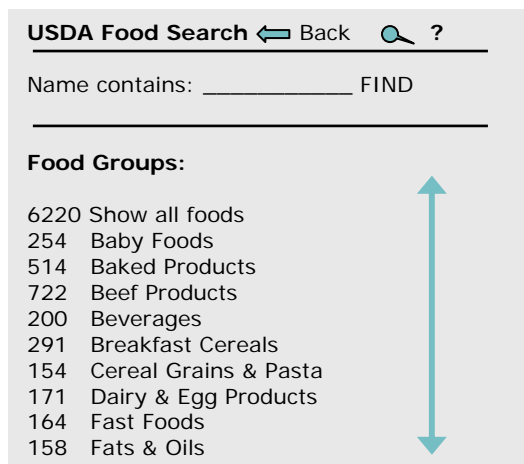 USDA Food Search Back ?
Name contains: ___________ FIND
Food Groups:
6220 Show all foods
254 Baby Foods
514 Baked Products
722 Beef Products
200 Beverages
291 Breakfast Cereals
154 Cereal Grains & Pasta
171 Dairy & Egg Products
164 Fast Foods
158 Fats & Oils